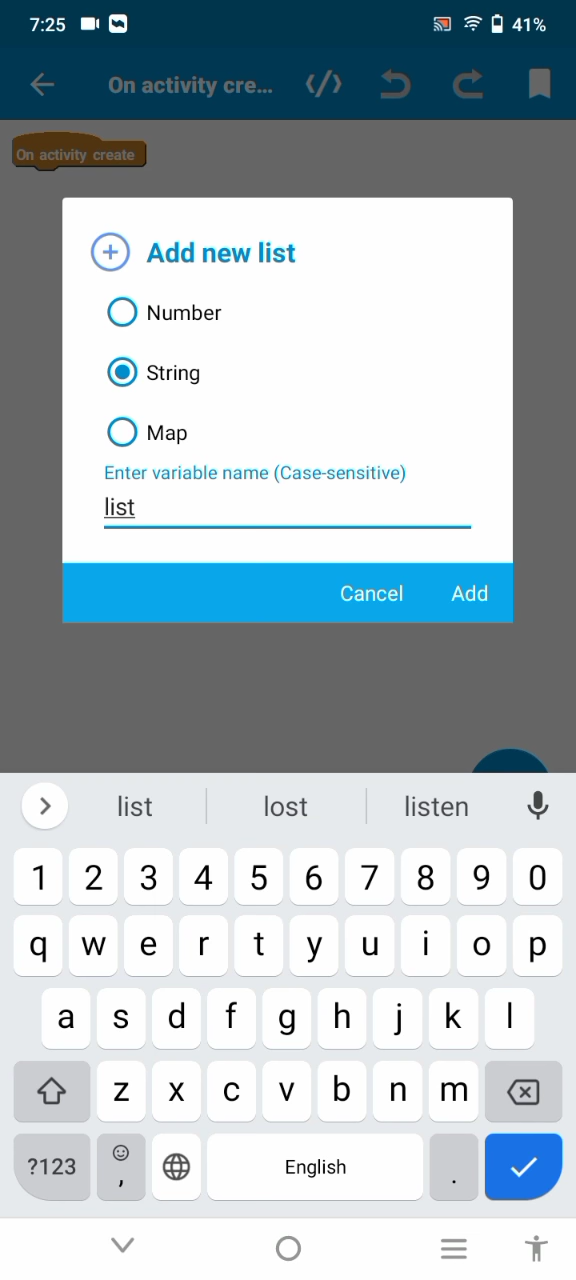 7:25 41%
On activity cre...
On activity create
Add new list
Number
String
Map
Enter variable name (Case-sensitive)
list
Cancel Add
list lost listen
1 2 3 4 5 6 7 8 9 0
q w e r t y u i o p
a s d f g h j k l
z x c v b n m
?123 , English .